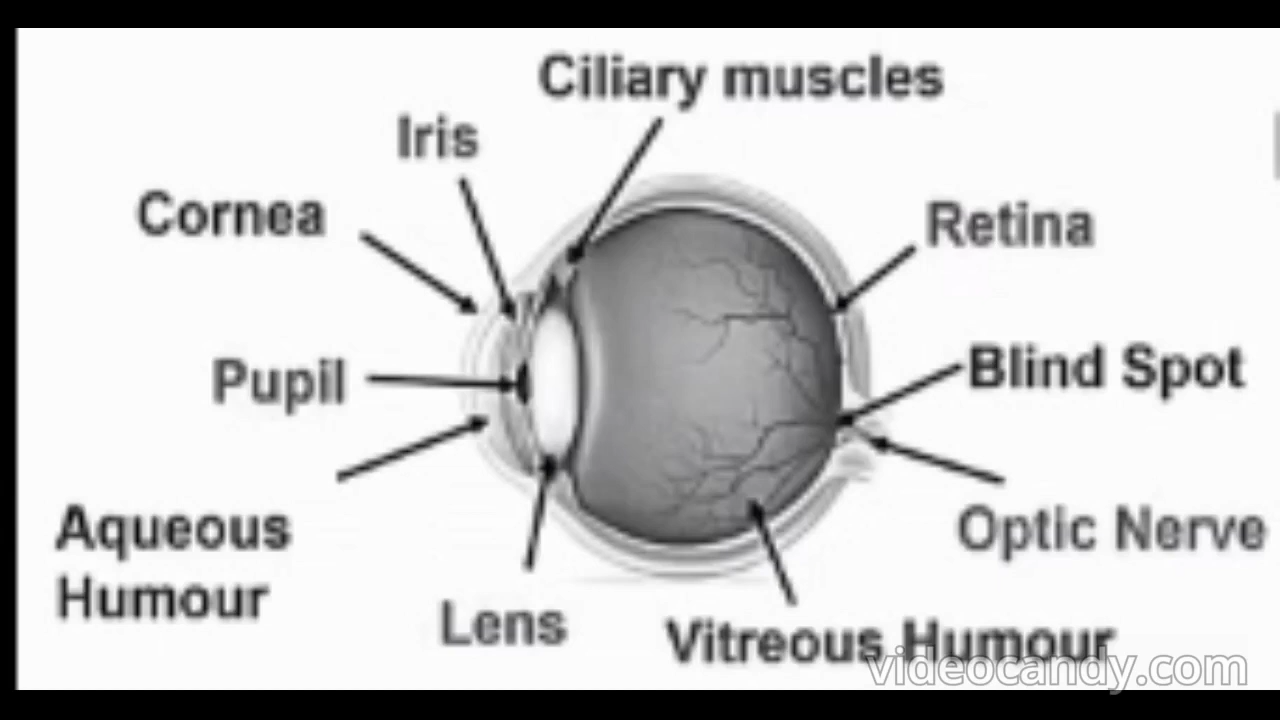 Ciliary muscles
Iris
Cornea
Retina
Pupil
Blind Spot
Aqueous
Humour
Optic Nerve
Lens
Vitreous Humour
videocandy.com